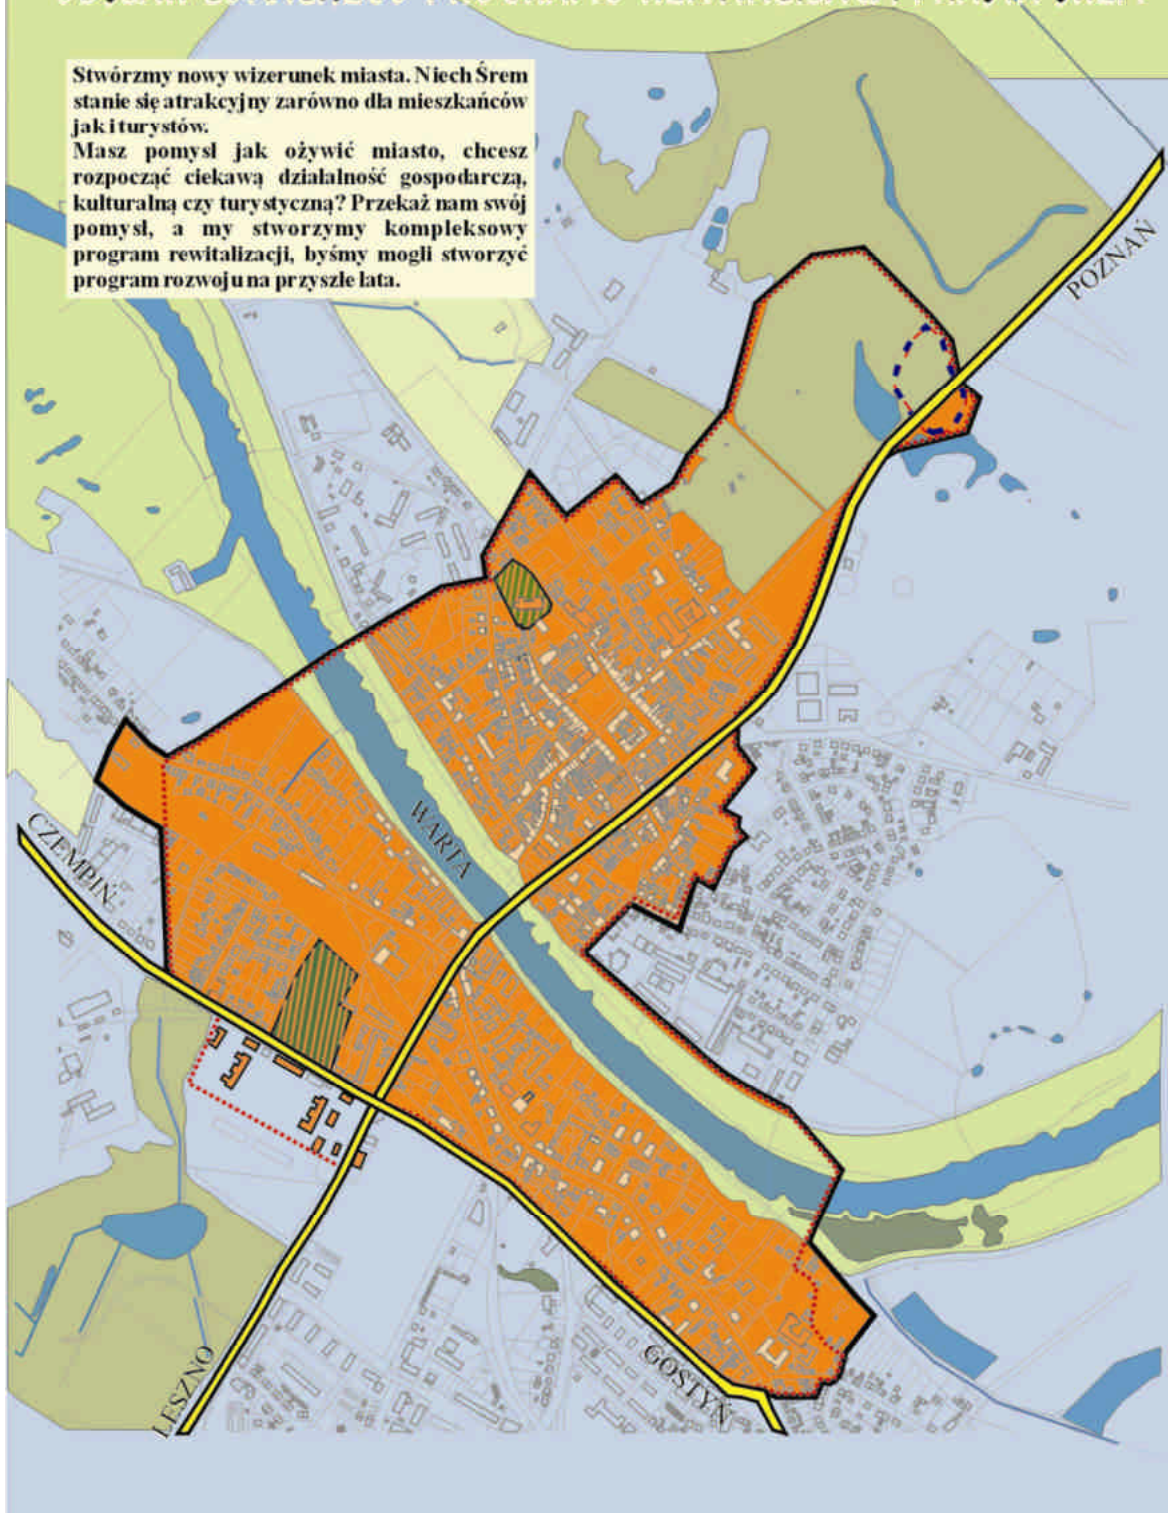 Stwórzmy nowy wizerunek miasta. Niech Śrem
stanie się atrakcyjny zarówno dla mieszkańców
jak i turystów.
Masz pomysł jak ożywić miasto, chcesz
rozpocząć ciekawą działalność gospodarczą,
kulturalną czy turystyczną? Przekaż nam swój
pomysł, a my stworzymy kompleksowy
program rewitalizacji, byśmy mogli stworzyć
program rozwoju na przyszłe lata.
POZNAŃ
WARTA
CZEMPIŃ
LESZNO
GOSTYŃ